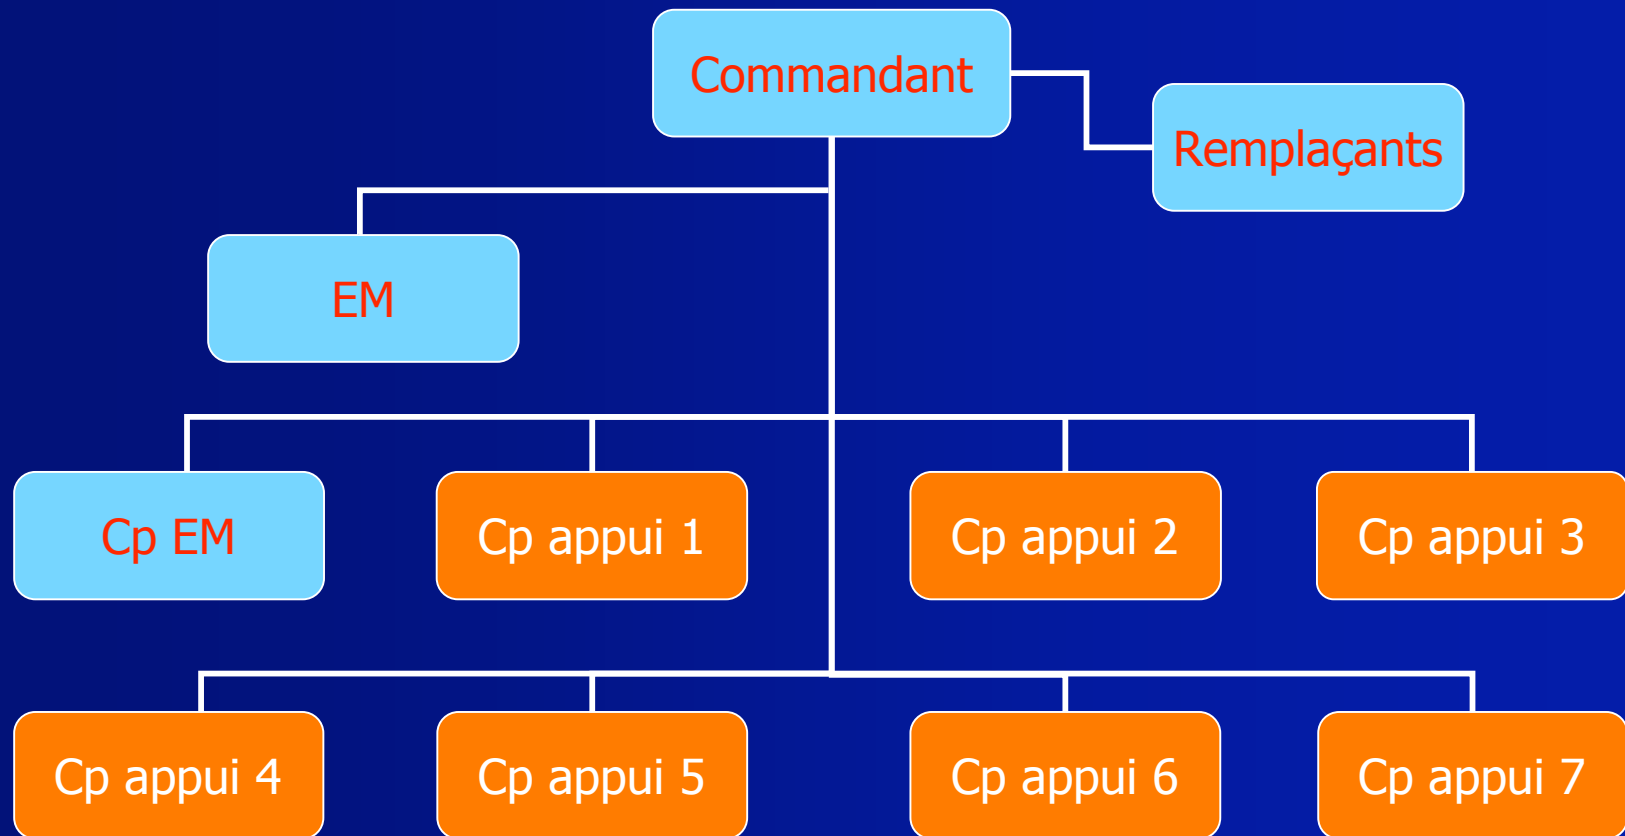 Commandant
Remplaçants
EM
Cp EM
Cp appui 1
Cp appui 2
Cp appui 3
Cp appui 4
Cp appui 5
Cp appui 6
Cp appui 7